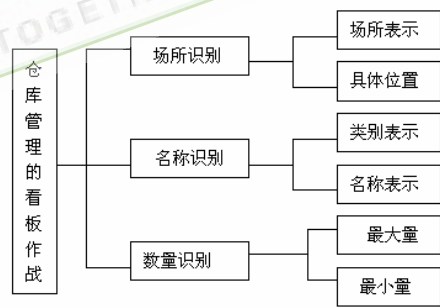 TOGETH
仓库管理的看板作战
场所识别
场所表示
具体位置
名称识别
类别表示
名称表示
数量识别
最大量
最小量